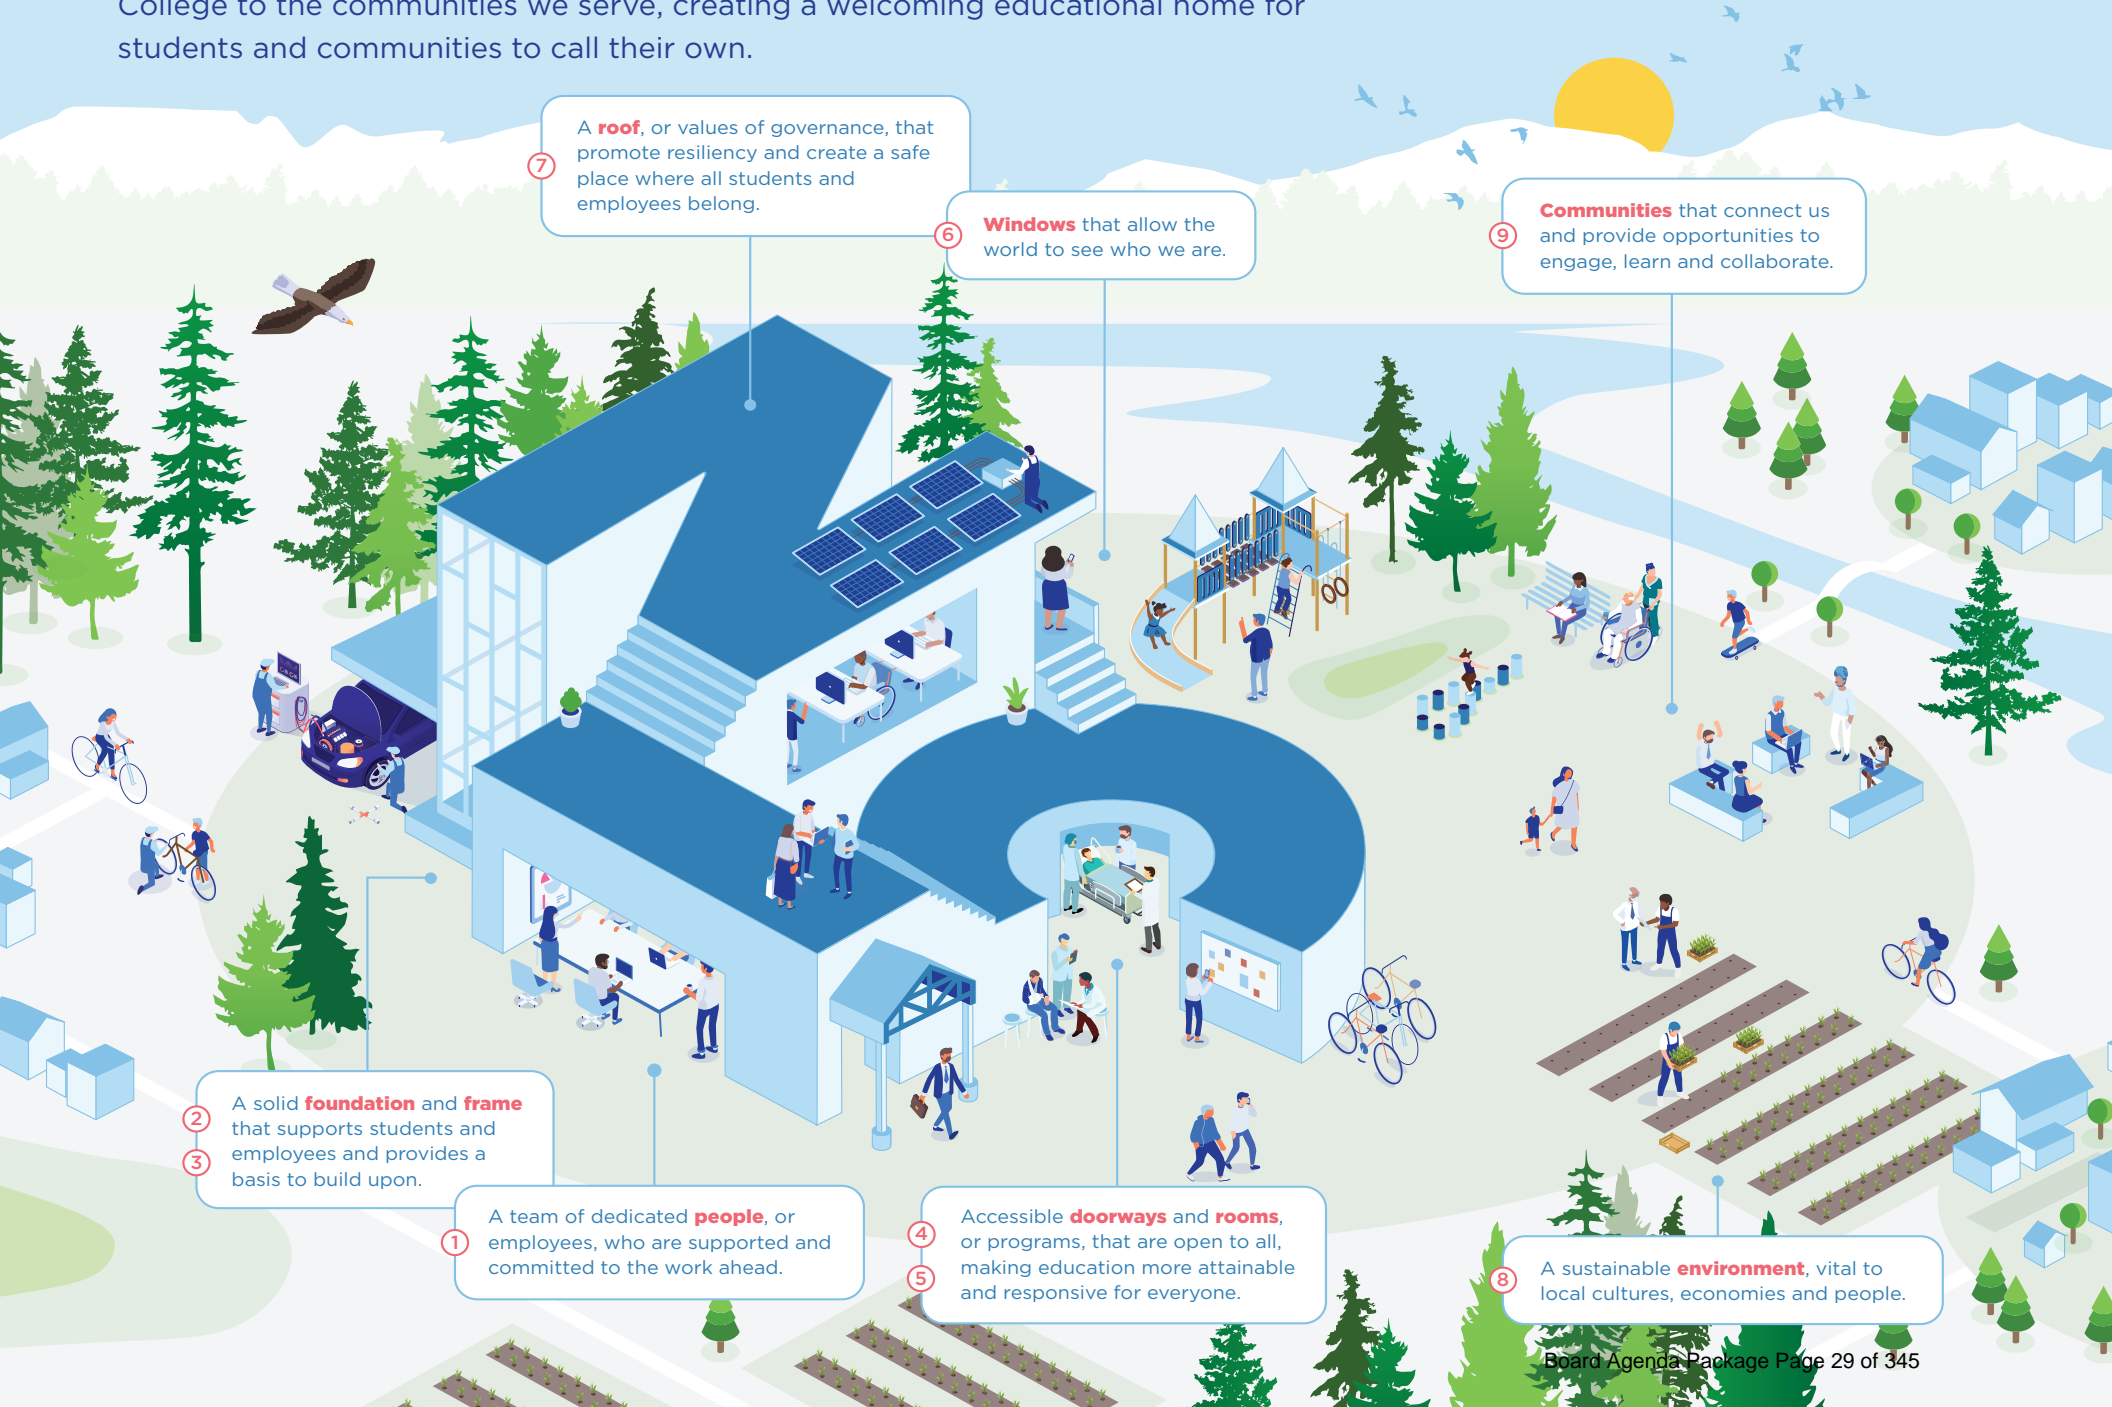 College to the communities we serve, creating a welcoming educational home for
students and communities to call their own.
7
A roof, or values of governance, that
promote resiliency and create a safe
place where all students and
employees belong.
6
Windows that allow the
world to see who we are.
9
Communities that connect us
and provide opportunities to
engage, learn and collaborate.
2
3
A solid foundation and frame
that supports students and
employees and provides a
basis to build upon.
1
A team of dedicated people, or
employees, who are supported and
committed to the work ahead.
4
5
Accessible doorways and rooms,
or programs, that are open to all,
making education more attainable
and responsive for everyone.
8
A sustainable environment, vital to
local cultures, economies and people.
Board Agenda Package Page 29 of 345